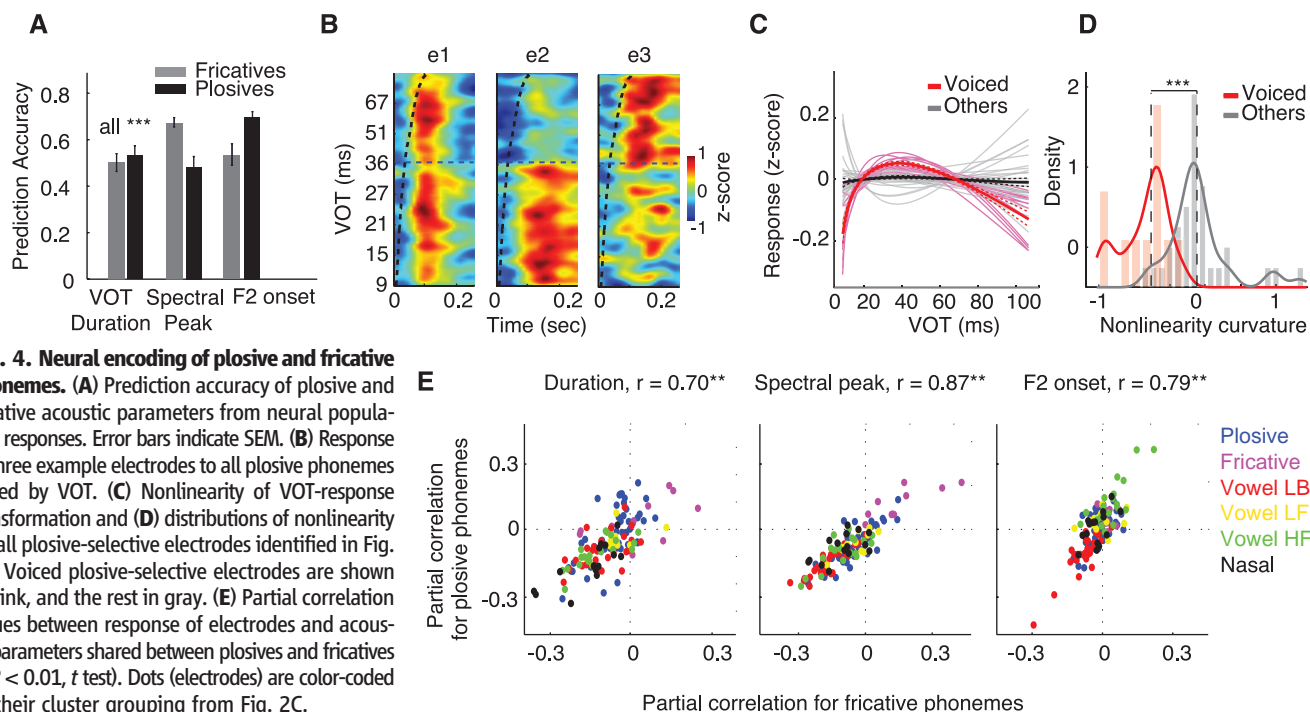 A
Fricatives
Plosives
Prediction Accuracy
0.8
0.6
0.4
0.2
0
all ***
VOT Spectral F2 onset
Duration Peak
B
e1 e2 e3
VOT (ms)
67
51
36
27
21
15
9
0 0.2 0 0.2 0 0.2
Time (sec)
1
0
-1
z-score
C
Voiced
Others
Response (z-score)
0.2
0
-0.2
20 40 60 80 100
VOT (ms)
D
***
Voiced
Others
Density
2
1
0
-1 0 1
Nonlinearity curvature
. 4. Neural encoding of plosive and fricative
onemes. (A) Prediction accuracy of plosive and
ative acoustic parameters from neural popula-
responses. Error bars indicate SEM. (B) Response
hree example electrodes to all plosive phonemes
ed by VOT. (C) Nonlinearity of VOT-response
nsformation and (D) distributions of nonlinearity
all plosive-selective electrodes identified in Fig.
Voiced plosive-selective electrodes are shown
ink, and the rest in gray. (E) Partial correlation
ues between response of electrodes and acous-
parameters shared between plosives and fricatives
P < 0.01, t test). Dots (electrodes) are color-coded
their cluster grouping from Fig. 2C.
E
Duration, r = 0.70** Spectral peak, r = 0.87** F2 onset, r = 0.79**
Partial correlation
for plosive phonemes
0.3
0
-0.3
-0.3 0 0.3 -0.3 0 0.3 -0.3 0 0.3
Partial correlation for fricative phonemes
Plosive
Fricative
Vowel LB
Vowel LF
Vowel HF
Nasal